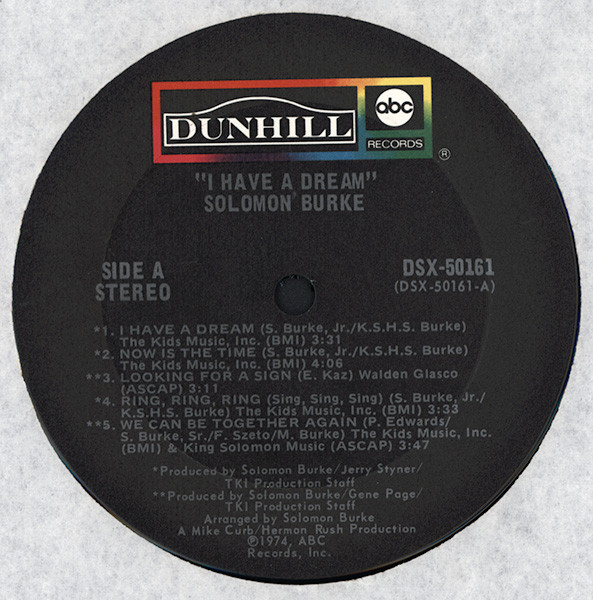 DUNHILL
abc
RECORDS
®
"I HAVE A DREAM"
SOLOMON BURKE
SIDE A
STEREO
DSX-50161
(DSX-50161-A)
*1. I HAVE A DREAM (S. Burke, Jr./K.S.H.S. Burke)
The Kids Music, Inc. (BMI) 3:31
*2. NOW IS THE TIME (S. Burke, Jr./K.S.H.S. Burke)
The Kids Music, Inc. (BMI) 4:06
**3. LOOKING FOR A SIGN (E. Kaz) Walden Glasco
(ASCAP) 3:11
*4. RING, RING, RING (Sing, Sing, Sing) (S. Burke, Jr./
K.S.H.S. Burke) The Kids Music, Inc. (BMI) 3:33
**5. WE CAN BE TOGETHER AGAIN (P. Edwards/
S. Burke, Sr./F. Szeto/M. Burke) The Kids Music, Inc.
(BMI) & King Solomon Music (ASCAP) 3:47
*Produced by Solomon Burke/Jerry Styner/
TKI Production Staff
**Produced by Solomon Burke/Gene Page/
TKI Production Staff
Arranged by Solomon Burke
A Mike Curb/Herman Rush Production
℗1974, ABC
Records, Inc.